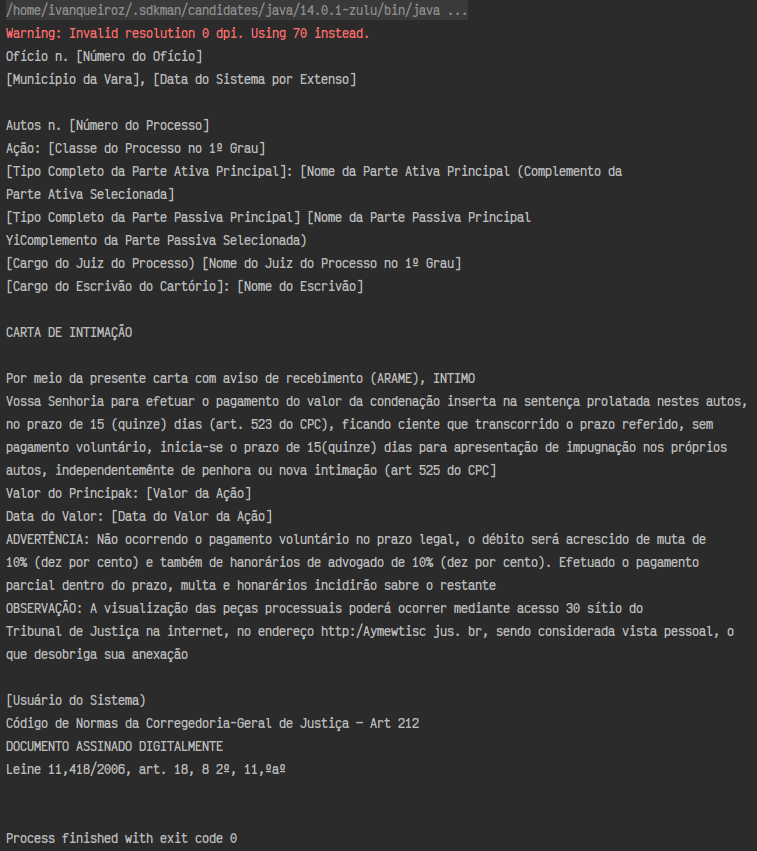 /home/ivanqueiroz/.sdkman/candidates/java/14.0.1-zulu/bin/java ...
Warning: Invalid resolution 0 dpi. Using 70 instead.
Ofício n. [Número do Ofício]
[Município da Vara], [Data do Sistema por Extenso]
Autos n. [Número do Processo]
Ação: [Classe do Processo no 1º Grau]
[Tipo Completo da Parte Ativa Principal]: [Nome da Parte Ativa Principal (Complemento da
Parte Ativa Selecionada]
[Tipo Completo da Parte Passiva Principal] [Nome da Parte Passiva Principal
YiComplemento da Parte Passiva Selecionada)
[Cargo do Juiz do Processo) [Nome do Juiz do Processo no 1º Grau]
[Cargo do Escrivão do Cartório]: [Nome do Escrivão]
CARTA DE INTIMAÇÃO
Por meio da presente carta com aviso de recebimento (ARAME), INTIMO
Vossa Senhoria para efetuar o pagamento do valor da condenação inserta na sentença prolatada nestes autos,
no prazo de 15 (quinze) dias (art. 523 do CPC), ficando ciente que transcorrido o prazo referido, sem
pagamento voluntário, inicia-se o prazo de 15(quinze) dias para apresentação de impugnação nos próprios
autos, independentemênte de penhora ou nova intimação (art 525 do CPC]
Valor do Principak: [Valor da Ação]
Data do Valor: [Data do Valor da Ação]
ADVERTÊNCIA: Não ocorrendo o pagamento voluntário no prazo legal, o débito será acrescido de muta de
10% (dez por cento) e também de hanorários de advogado de 10% (dez por cento). Efetuado o pagamento
parcial dentro do prazo, multa e honarários incidirão sabre o restante
OBSERVAÇÃO: A visualização das peças processuais poderá ocorrer mediante acesso 30 sítio do
Tribunal de Justiça na internet, no endereço http:/Aymewtisc jus. br, sendo considerada vista pessoal, o
que desobriga sua anexação
[Usuário do Sistema)
Código de Normas da Corregedoria-Geral de Justiça – Art 212
DOCUMENTO ASSINADO DIGITALMENTE
Leine 11,418/2006, art. 18, 8 2º, 11,ºaº
Process finished with exit code 0